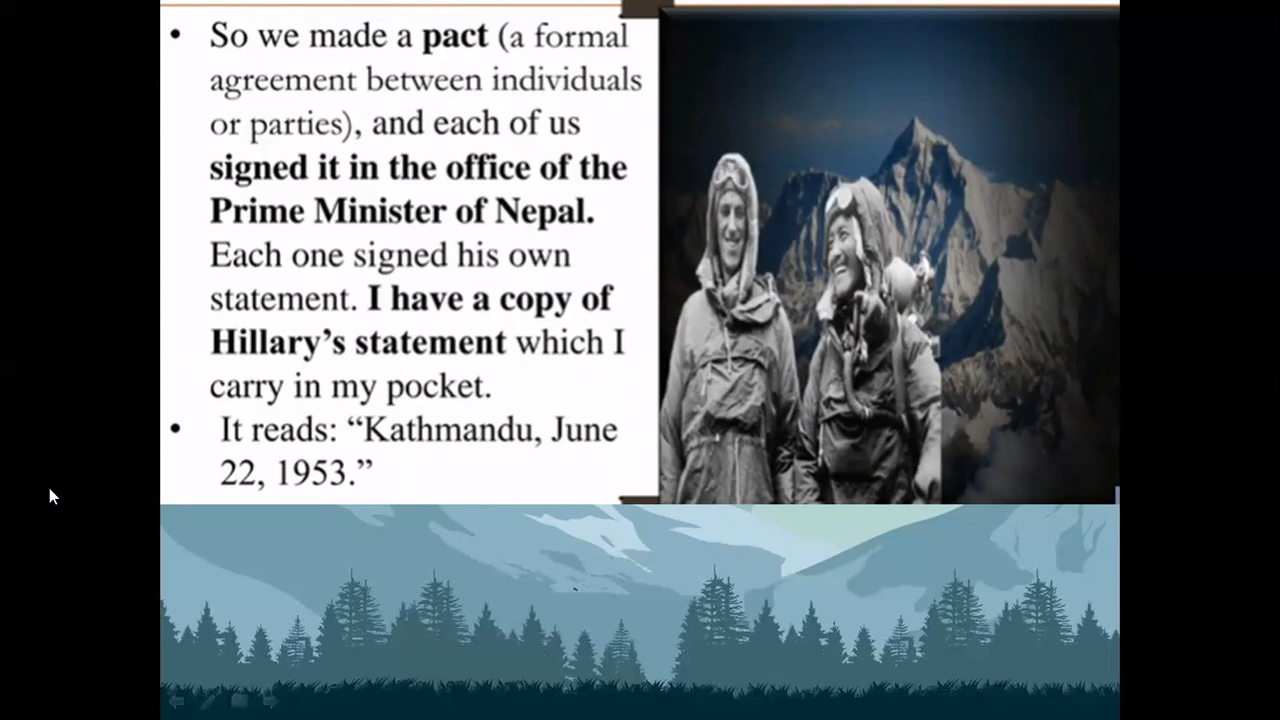 • So we made a pact (a formal
agreement between individuals
or parties), and each of us
signed it in the office of the
Prime Minister of Nepal.
Each one signed his own
statement. I have a copy of
Hillary’s statement which I
carry in my pocket.
• It reads: “Kathmandu, June
22, 1953.”